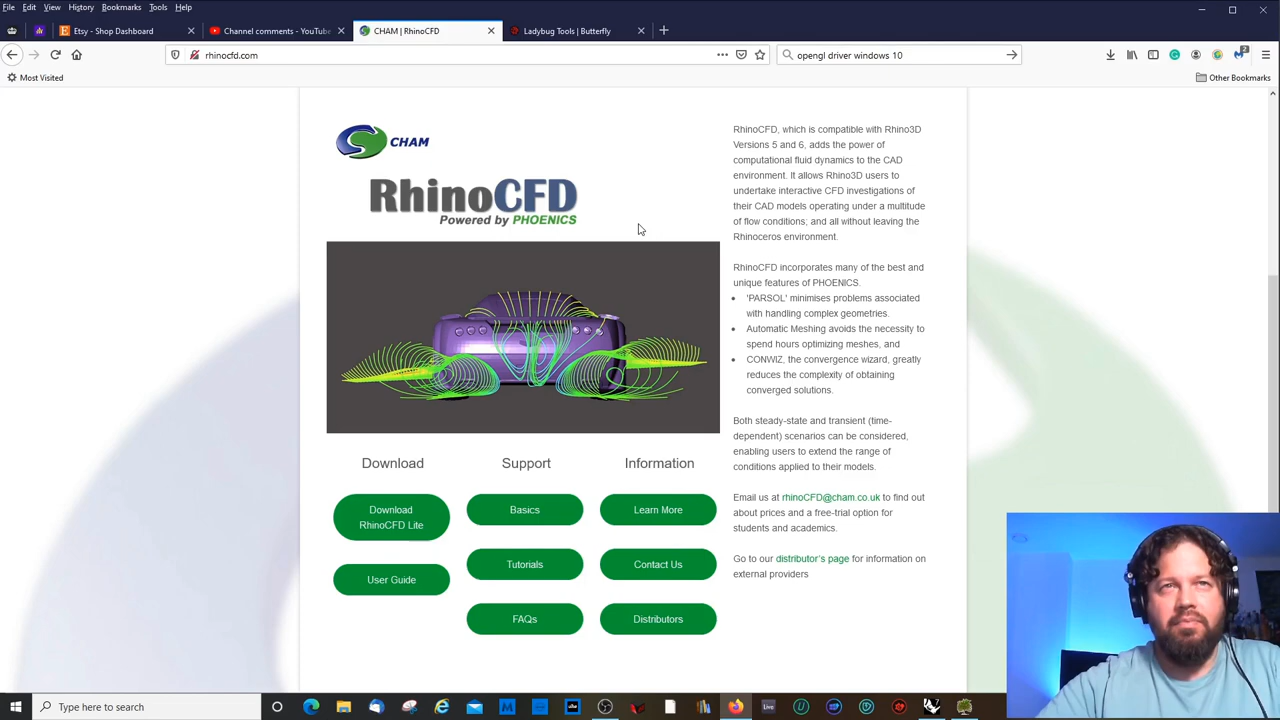 File Edit View History Bookmarks Tools Help
Etsy - Shop Dashboard
Channel comments - YouTube
CHAM | RhinoCFD
Ladybug Tools | Butterfly
rhinocfd.com
opengl driver windows 10
Most Visited
Other Bookmarks
CHAM
RhinoCFD
Powered by PHOENICS
Download
Download
RhinoCFD Lite
User Guide
Support
Basics
Tutorials
FAQs
Information
Learn More
Contact Us
Distributors
RhinoCFD, which is compatible with Rhino3D
Versions 5 and 6, adds the power of
computational fluid dynamics to the CAD
environment. It allows Rhino3D users to
undertake interactive CFD investigations of
their CAD models operating under a multitude
of flow conditions; and all without leaving the
Rhinoceros environment.
RhinoCFD incorporates many of the best and
unique features of PHOENICS.
'PARSOL' minimises problems associated
with handling complex geometries.
Automatic Meshing avoids the necessity to
spend hours optimizing meshes, and
CONWIZ, the convergence wizard, greatly
reduces the complexity of obtaining
converged solutions.
Both steady-state and transient (time-
dependent) scenarios can be considered,
enabling users to extend the range of
conditions applied to their models.
Email us at rhinoCFD@cham.co.uk to find out
about prices and a free-trial option for
students and academics.
Go to our distributor's page for information on
external providers
Type here to search
Live